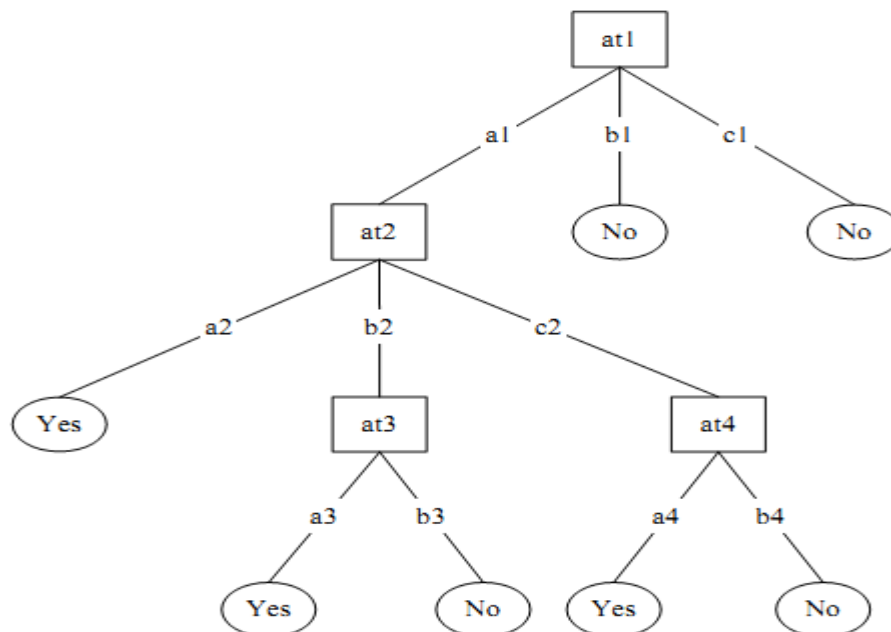 at1
a1 b1 c1
at2 No No
a2 b2 c2
Yes at3 at4
a3 b3 a4 b4
Yes No Yes No